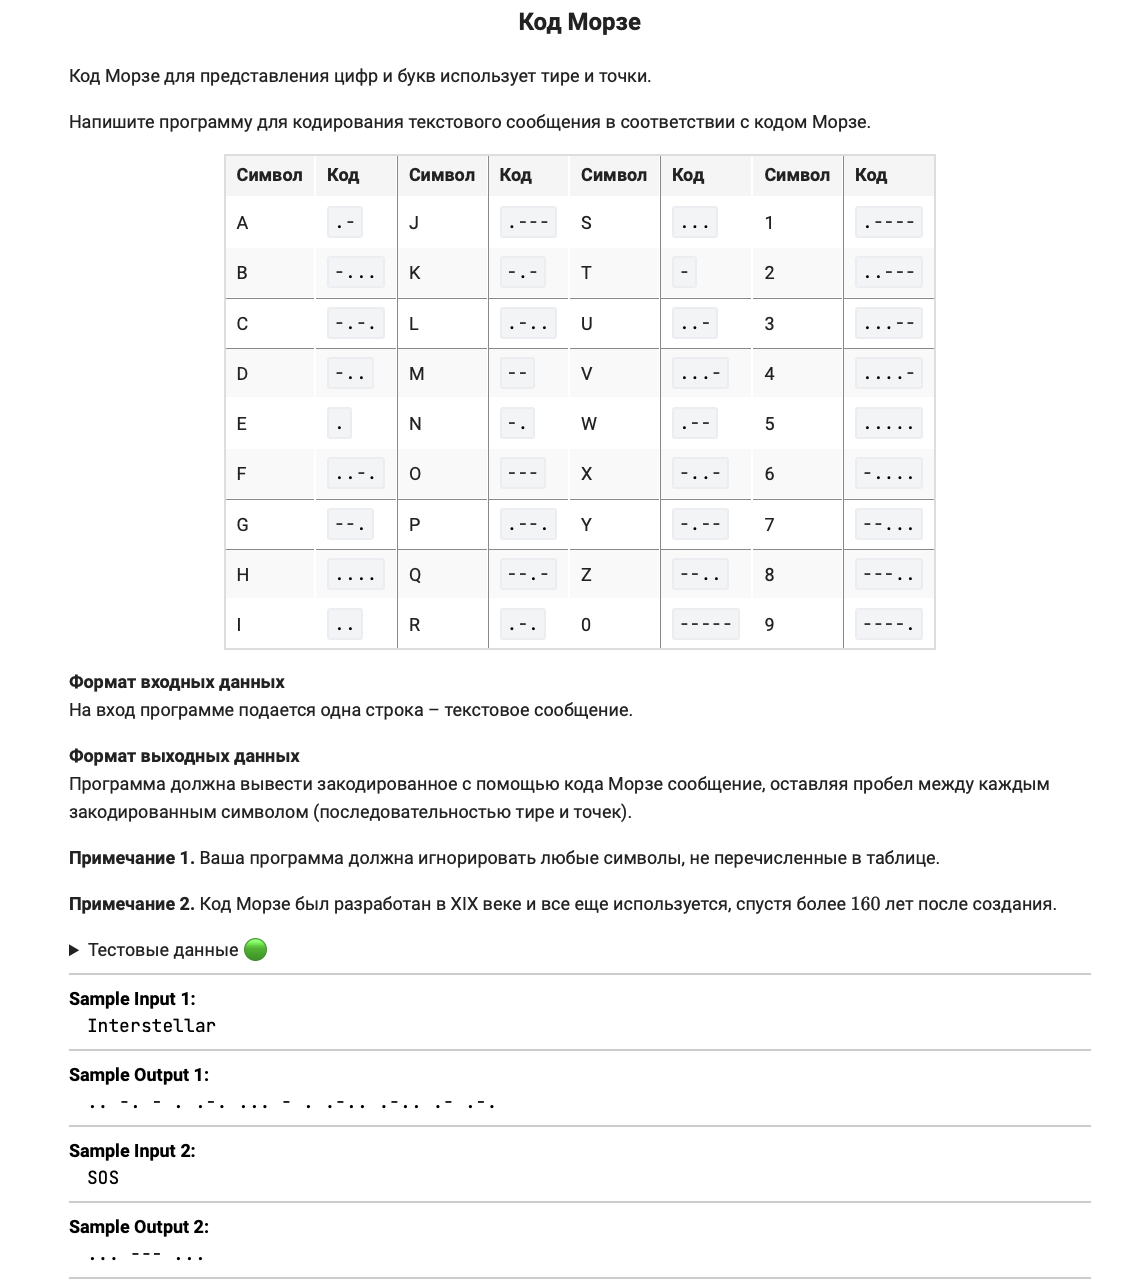 Код Морзе
Код Морзе для представления цифр и букв использует тире и точки.
Напишите программу для кодирования текстового сообщения в соответствии с кодом Морзе.
Символ Код Символ Код Символ Код Символ Код
A .- J .--- S ... 1 .----
B -... K -.- T - 2 ..---
C -.-. L .-.. U ..- 3 ...--
D -.. M -- V ...- 4 ....-
E . N -. W .-- 5 .....
F ..-. O --- X -..- 6 -....
G --. P .--. Y -.-- 7 --...
H .... Q --.- Z --.. 8 ---..
I .. R .-. 0 ----- 9 ----.
Формат входных данных
На вход программе подается одна строка – текстовое сообщение.
Формат выходных данных
Программа должна вывести закодированное с помощью кода Морзе сообщение, оставляя пробел между каждым
закодированным символом (последовательностью тире и точек).
Примечание 1. Ваша программа должна игнорировать любые символы, не перечисленные в таблице.
Примечание 2. Код Морзе был разработан в XIX веке и все еще используется, спустя более 160 лет после создания.
Тестовые данные
Sample Input 1:
Interstellar
Sample Output 1:
.. -. - . .-. ... - . .-.. .-.. .- .-.
Sample Input 2:
SOS
Sample Output 2:
... --- ...